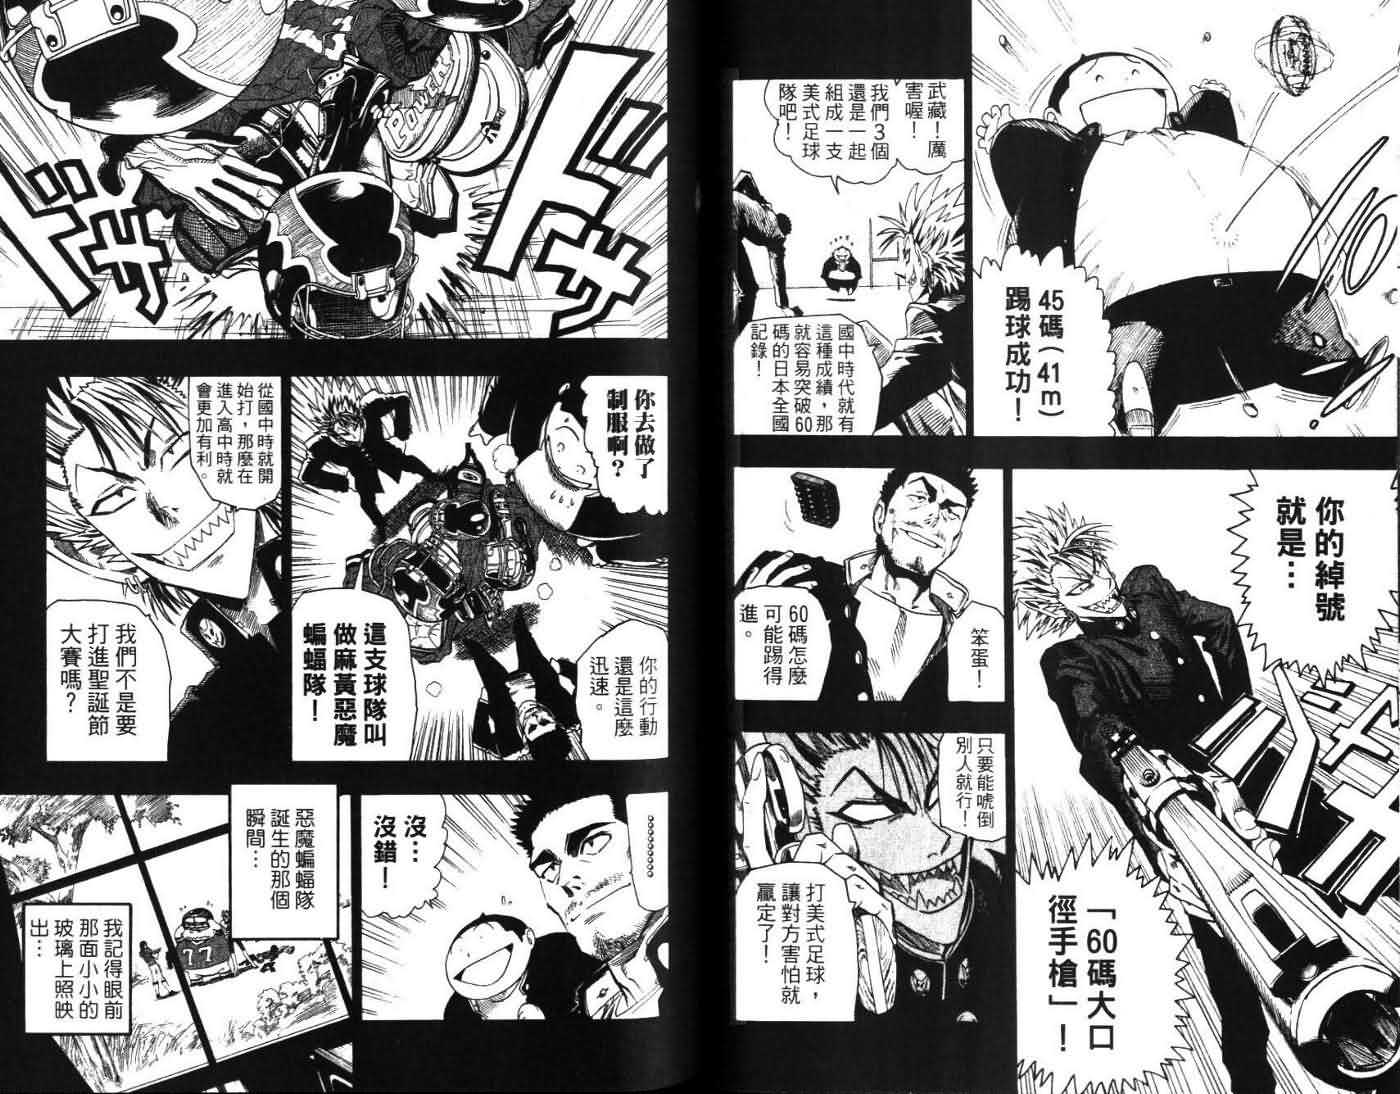 45碼(41m)
踢球成功！
武藏！厲
害喔！
我們3個
還是一起
組成一支
美式足球
隊吧！
國中時代就有
這種成績，那
就容易突破60
碼的日本全國
記錄！
你的綽號
就是…
「60碼大口
徑手槍」！
笨蛋！
60碼怎麼
可能踢得
進。
只要能唬倒
別人就行！
打美式足球，
讓對方害怕就
贏定了！
ドサ
ドサ
你去做了
制服啊？
你的行動
還是這麼
迅速。
這支球隊叫
做麻黃惡魔
蝙蝠隊！
從國中時就開
始打，那麼在
進入高中時就
會更加有利。
我們不是要
打進聖誕節
大賽嗎？
………
沒…
沒錯！
惡魔蝙蝠隊
誕生的那個
瞬間…
77
我記得眼前
那面小小的
玻璃上照映
出…